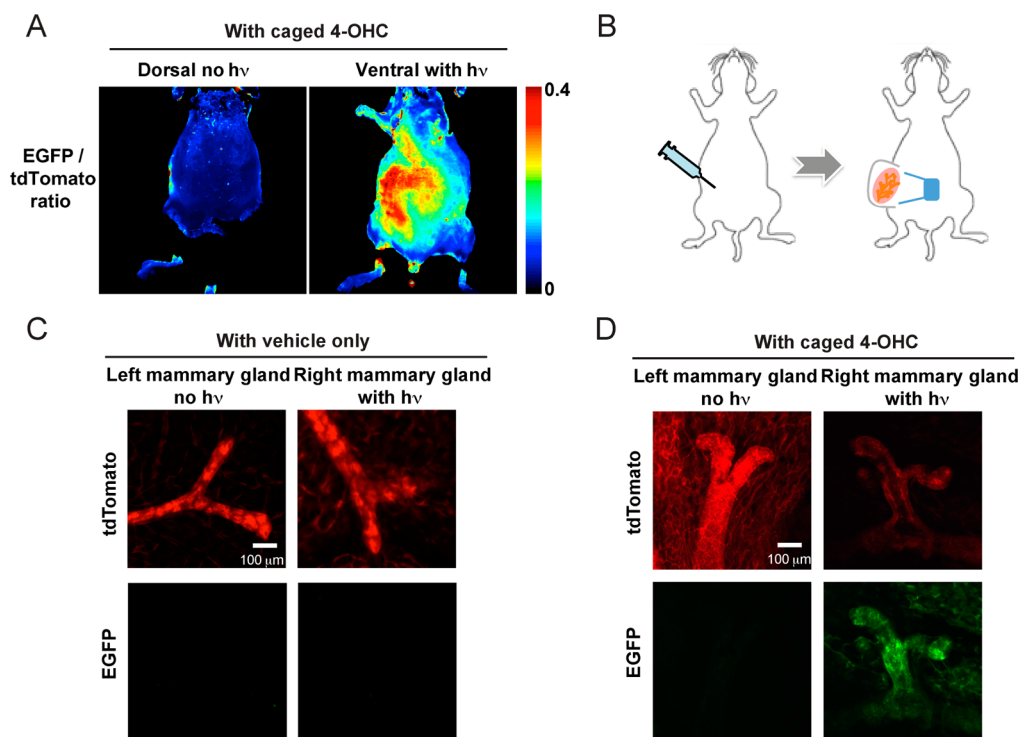 A
With caged 4-OHC
Dorsal no hν
Ventral with hν
EGFP /
tdTomato
ratio
0.4
0
B
C
With vehicle only
Left mammary gland
no hν
Right mammary gland
with hν
tdTomato
100 μm
EGFP
D
With caged 4-OHC
Left mammary gland
no hν
Right mammary gland
with hν
tdTomato
100 μm
EGFP